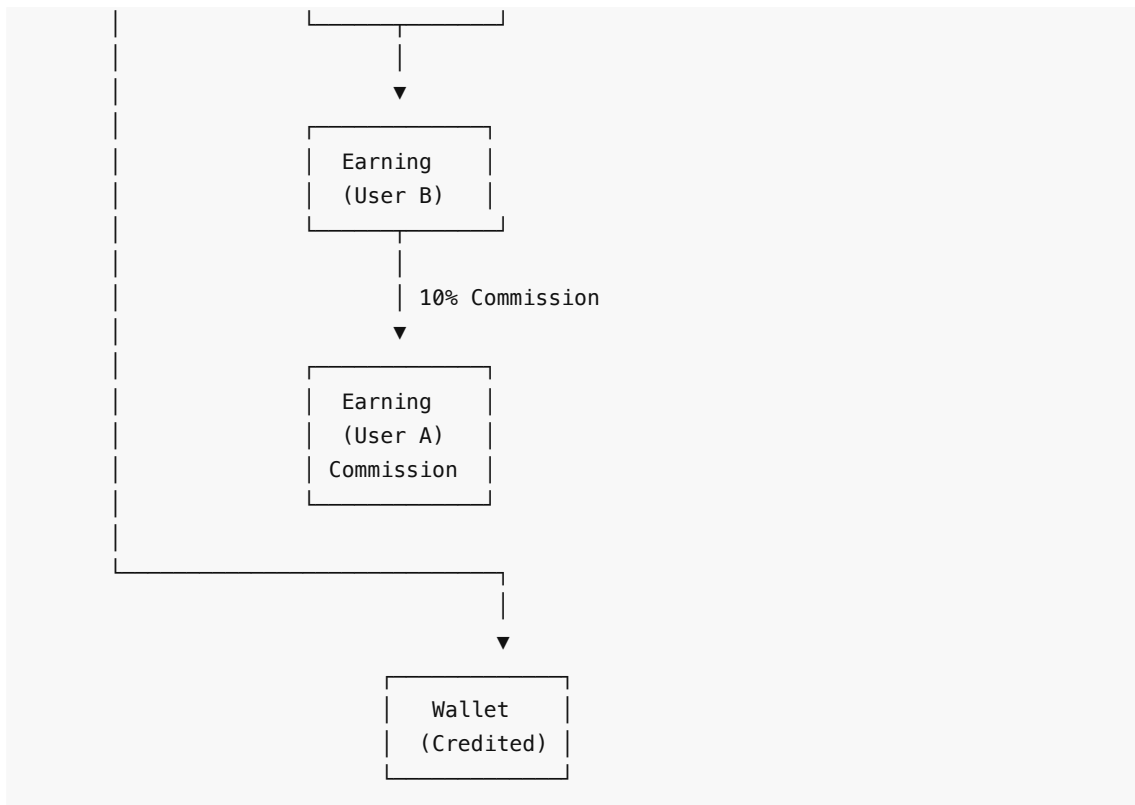 Earning
(User B)
10% Commission
Earning
(User A)
Commission
Wallet
(Credited)